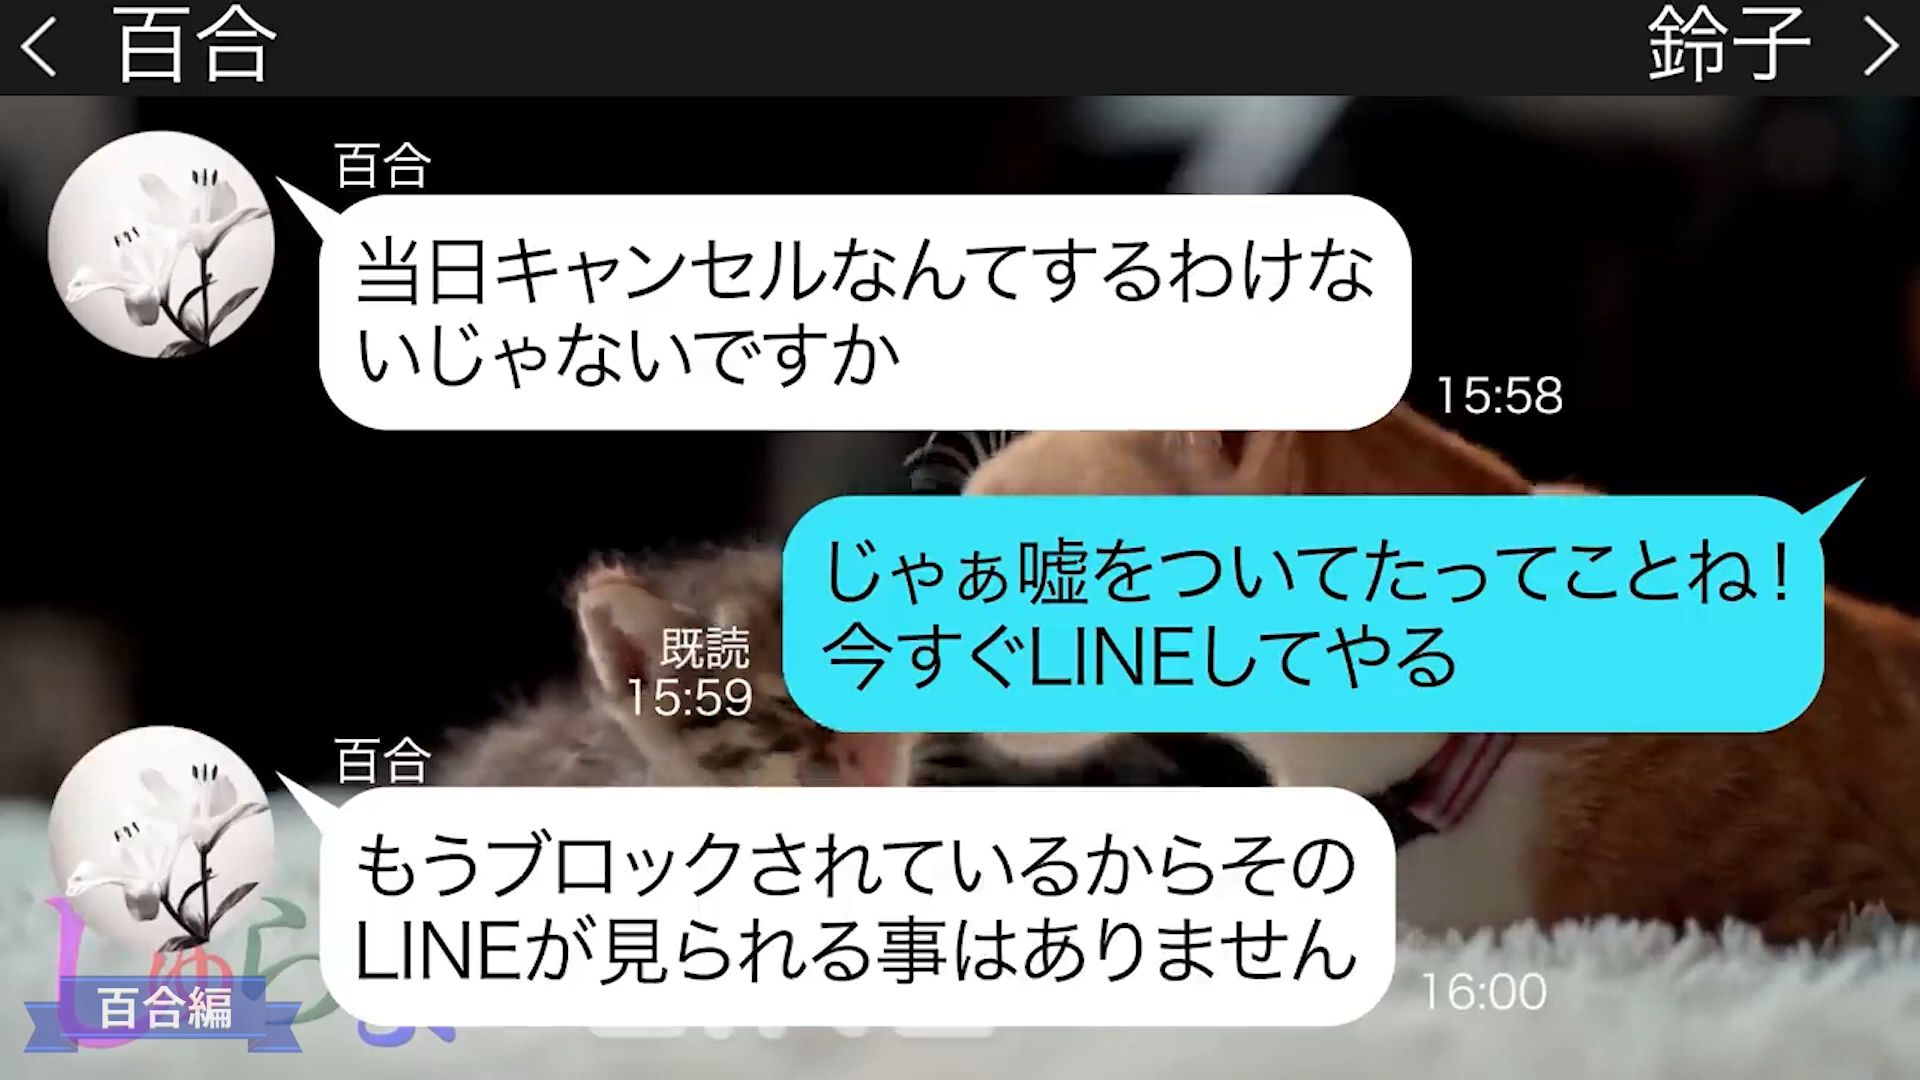 百合
鈴子
百合
当日キャンセルなんてするわけな
いじゃないですか
15:58
じゃぁ嘘をついてたってことね！
今すぐLINEしてやる
既読
15:59
百合
もうブロックされているからその
LINEが見られる事はありません
16:00
百合編